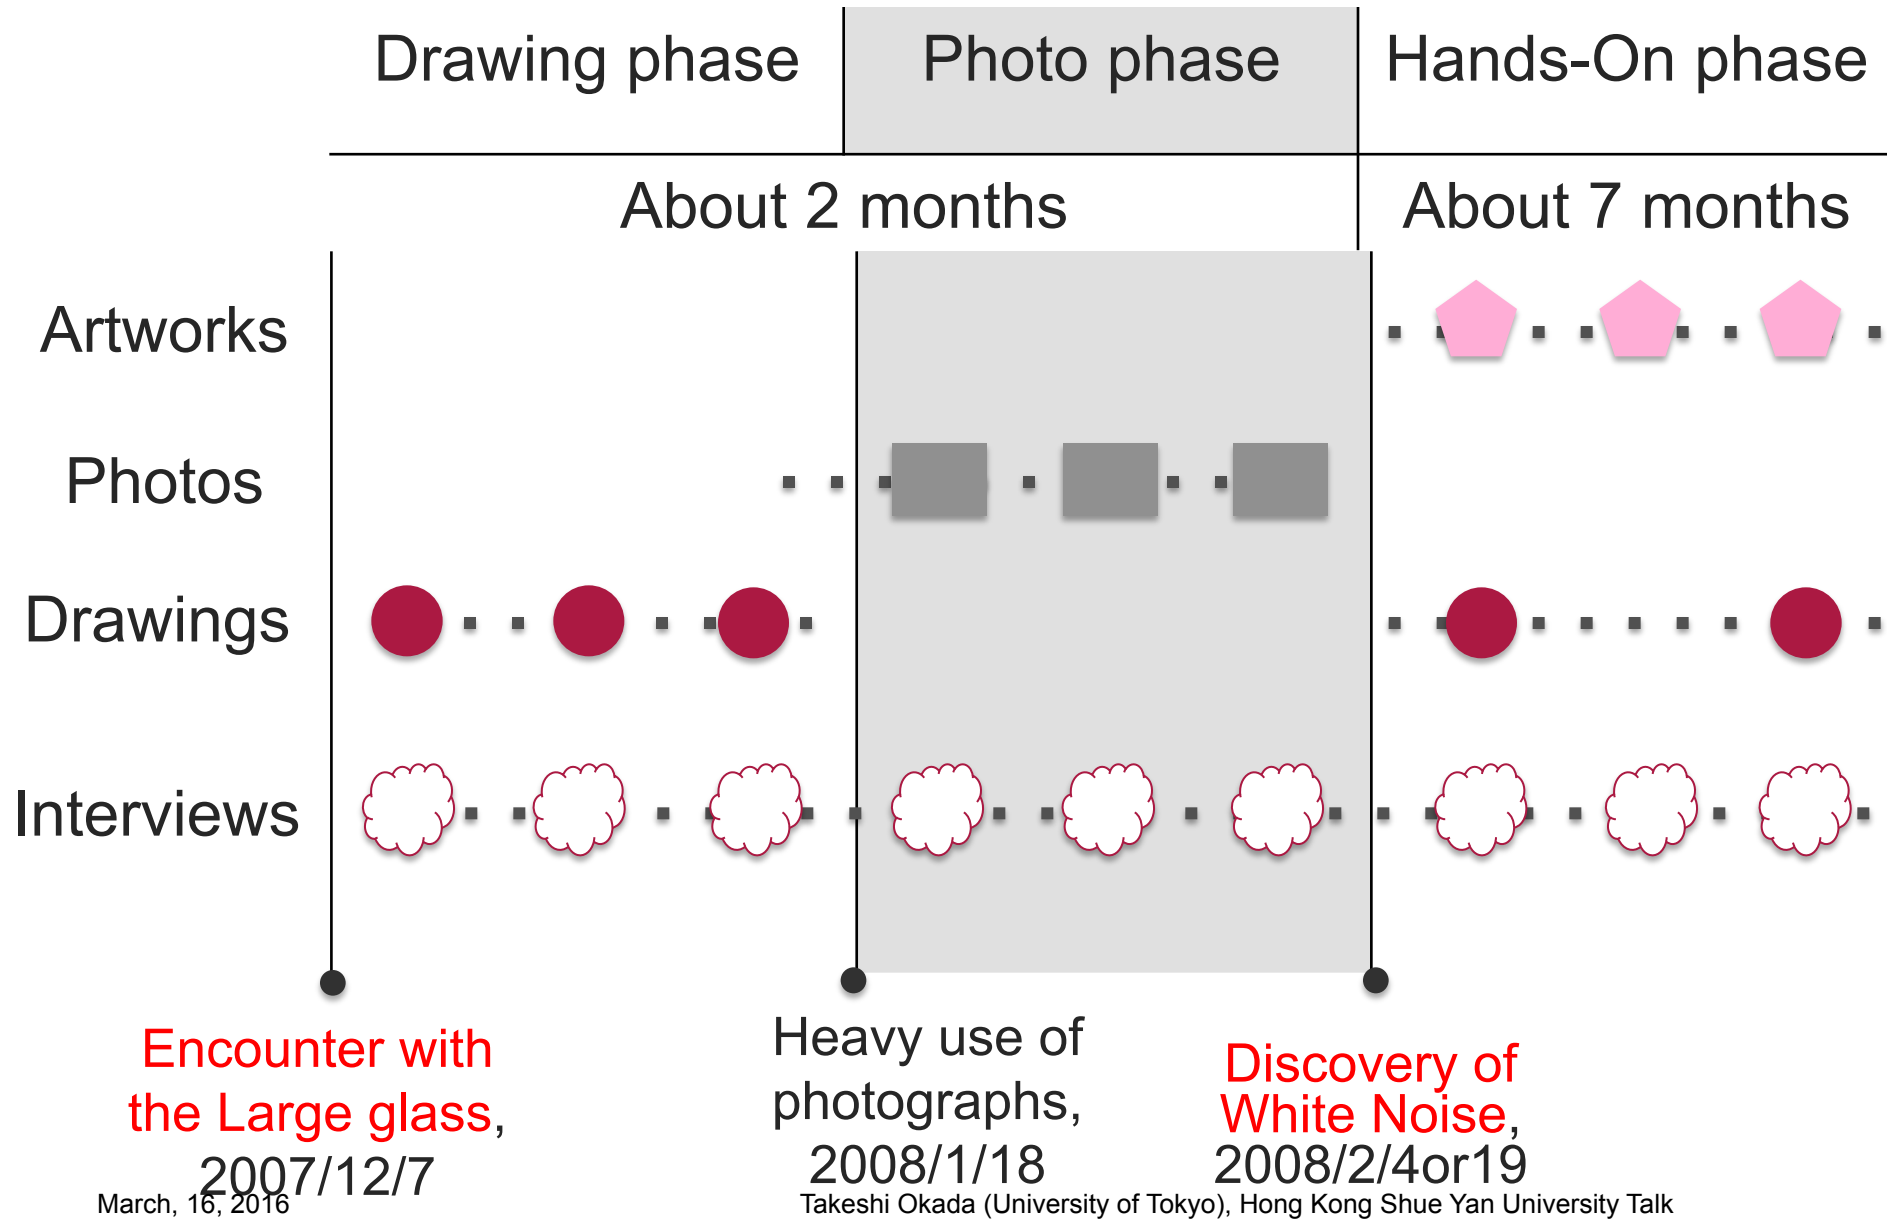 Drawing phase
Photo phase
Hands-On phase
About 2 months
About 7 months
Artworks
Photos
Drawings
Interviews
Encounter with
the Large glass,
2007/12/7
Heavy use of
photographs,
2008/1/18
Discovery of
White Noise,
2008/2/4or19
March, 16, 2016
Takeshi Okada (University of Tokyo), Hong Kong Shue Yan University Talk